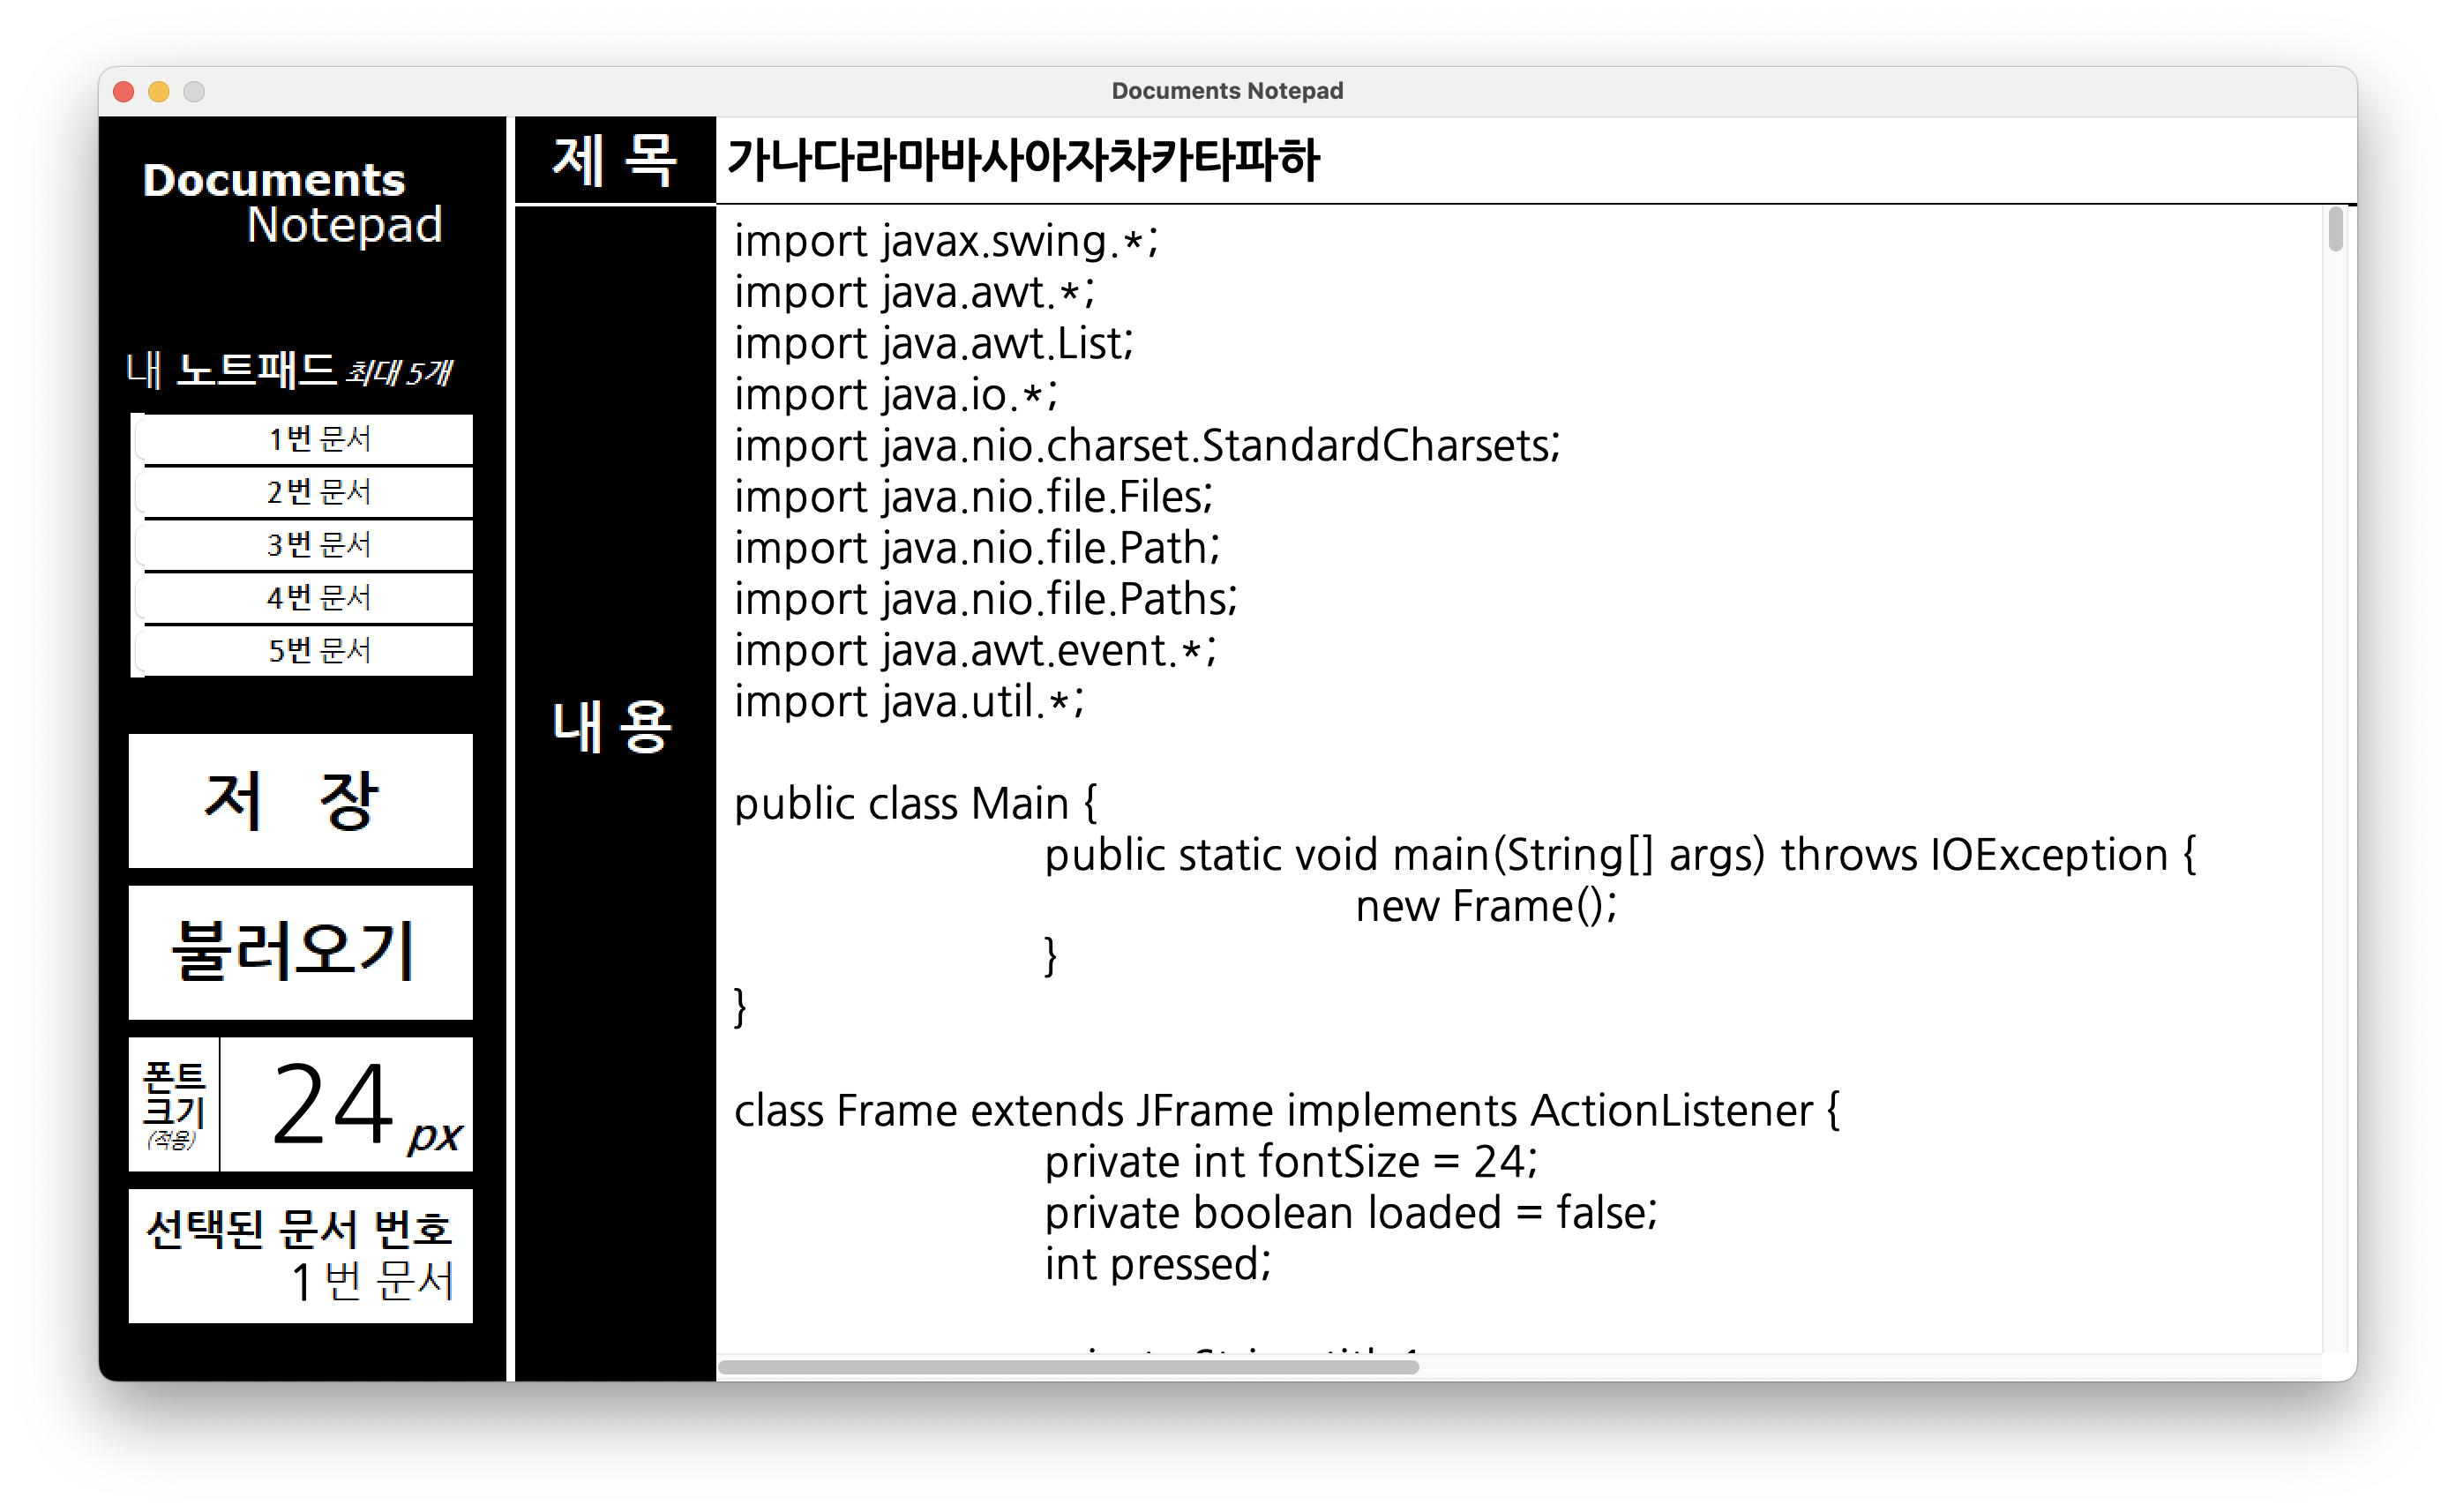 Documents Notepad
Documents
Notepad
내 노트패드 최대 5개
1번 문서
2번 문서
3번 문서
4번 문서
5번 문서
저 장
불러오기
폰트
크기
(적용)
24 px
선택된 문서 번호
1 번 문서
제 목
가나다라마바사아자차카타파하
내 용
import javax.swing.*;
import java.awt.*;
import java.awt.List;
import java.io.*;
import java.nio.charset.StandardCharsets;
import java.nio.file.Files;
import java.nio.file.Path;
import java.nio.file.Paths;
import java.awt.event.*;
import java.util.*;
public class Main {
public static void main(String[] args) throws IOException {
new Frame();
}
}
class Frame extends JFrame implements ActionListener {
private int fontSize = 24;
private boolean loaded = false;
int pressed;